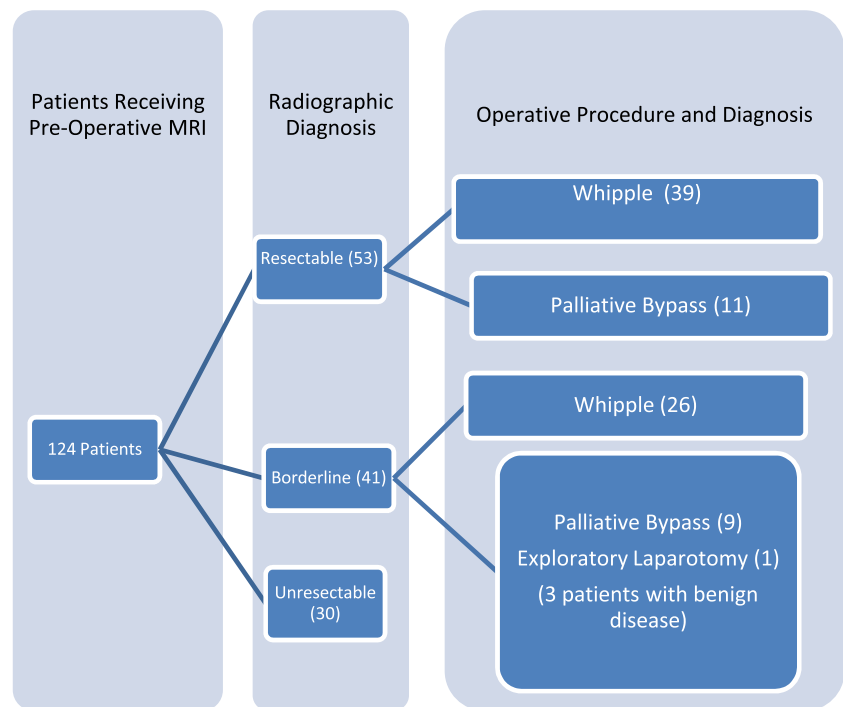 Patients Receiving
Pre-Operative MRI
Radiographic
Diagnosis
Operative Procedure and Diagnosis
124 Patients
Resectable (53)
Borderline (41)
Unresectable
(30)
Whipple (39)
Palliative Bypass (11)
Whipple (26)
Palliative Bypass (9)
Exploratory Laparotomy (1)
(3 patients with benign
disease)